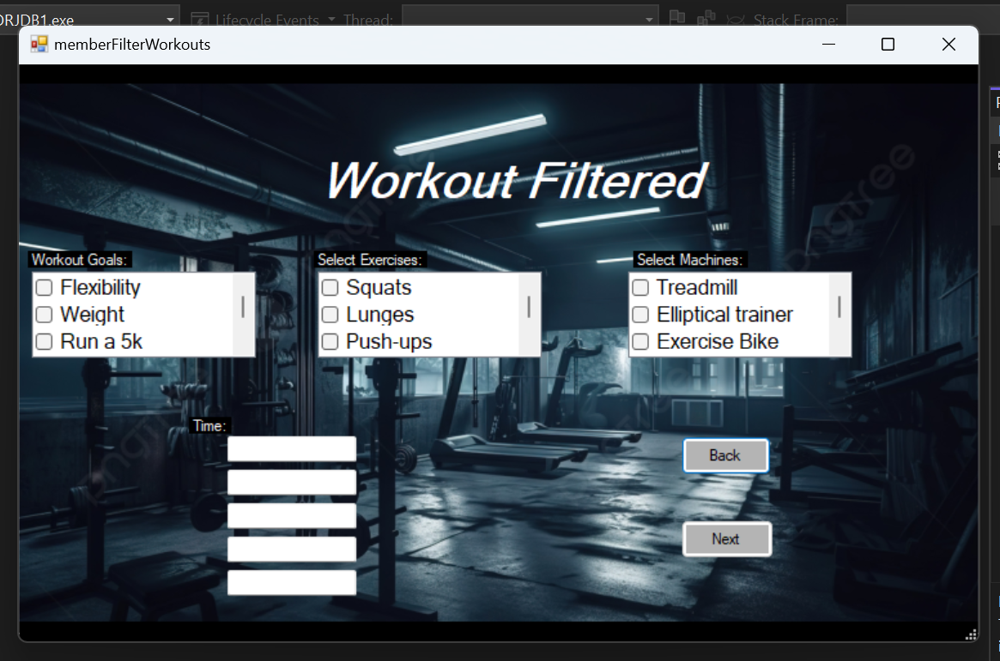 ORJDB1.exe
Lifecycle Events
Thread:
Stack Frame:
memberFilterWorkouts
Workout Filtered
Workout Goals:
Select Exercises:
Select Machines:
Flexibility
Weight
Run a 5k
Squats
Lunges
Push-ups
Treadmill
Elliptical trainer
Exercise Bike
Time:
Back
Next